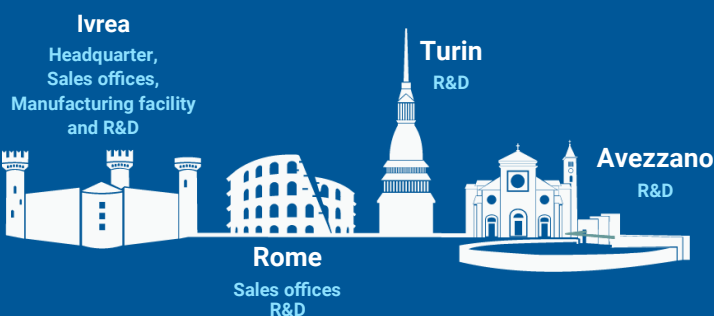 Ivrea
Headquarter,
Sales offices,
Manufacturing facility
and R&D
Turin
R&D
Avezzano
R&D
Rome
Sales offices
R&D